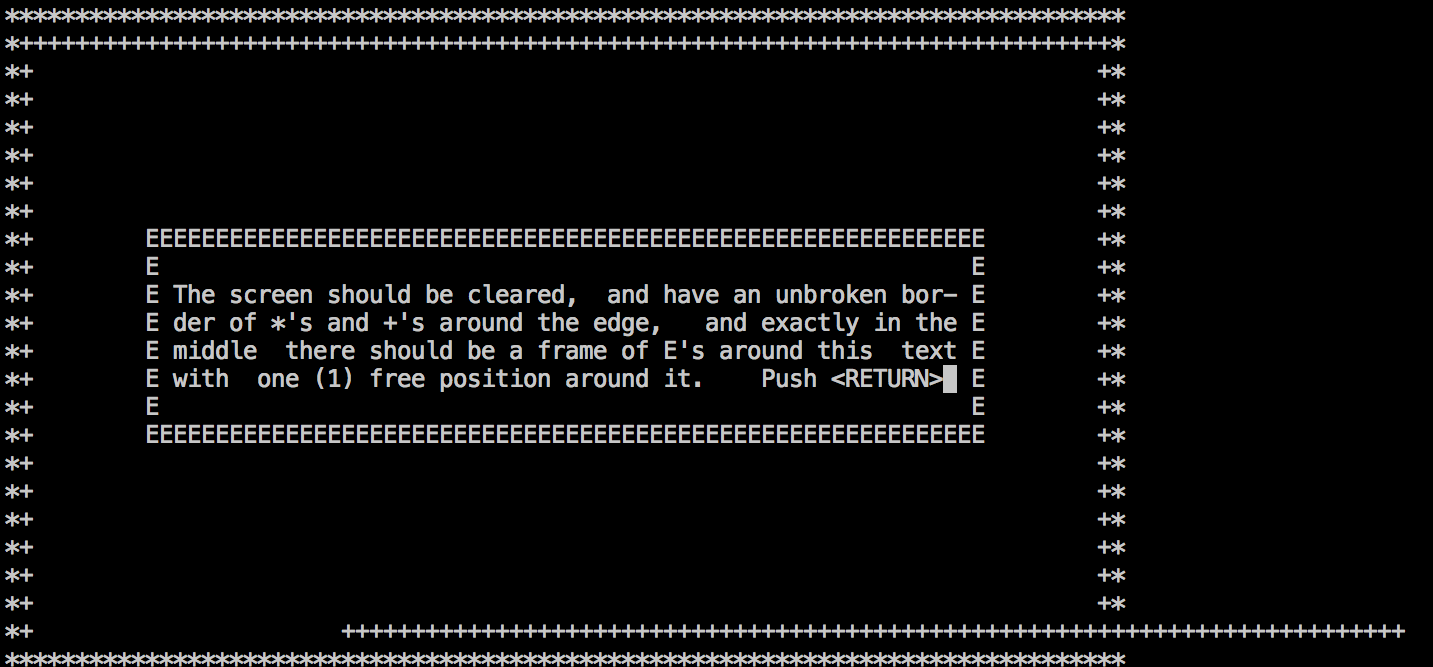 ********************************************************************************
*++++++++++++++++++++++++++++++++++++++++++++++++++++++++++++++++++++++++++++++*
*+                                                                            +*
*+                                                                            +*
*+                                                                            +*
*+                                                                            +*
*+                                                                            +*
*+                                                                            +*
*+        EEEEEEEEEEEEEEEEEEEEEEEEEEEEEEEEEEEEEEEEEEEEEEEEEEEEEEEEEEEE        +*
*+        E                                                          E        +*
*+        E The screen should be cleared,  and have an unbroken bor- E        +*
*+        E der of *'s and +'s around the edge,   and exactly in the E        +*
*+        E middle  there should be a frame of E's around this  text E        +*
*+        E with  one (1) free position around it.    Push <RETURN>  E        +*
*+        E                                                          E        +*
*+        EEEEEEEEEEEEEEEEEEEEEEEEEEEEEEEEEEEEEEEEEEEEEEEEEEEEEEEEEEEE        +*
*+                                                                            +*
*+                                                                            +*
*+                                                                            +*
*+                                                                            +*
*+                                                                            +*
*+                                                                            +*
*+                      ++++++++++++++++++++++++++++++++++++++++++++++++++++++++++++++++++++++++++++
********************************************************************************